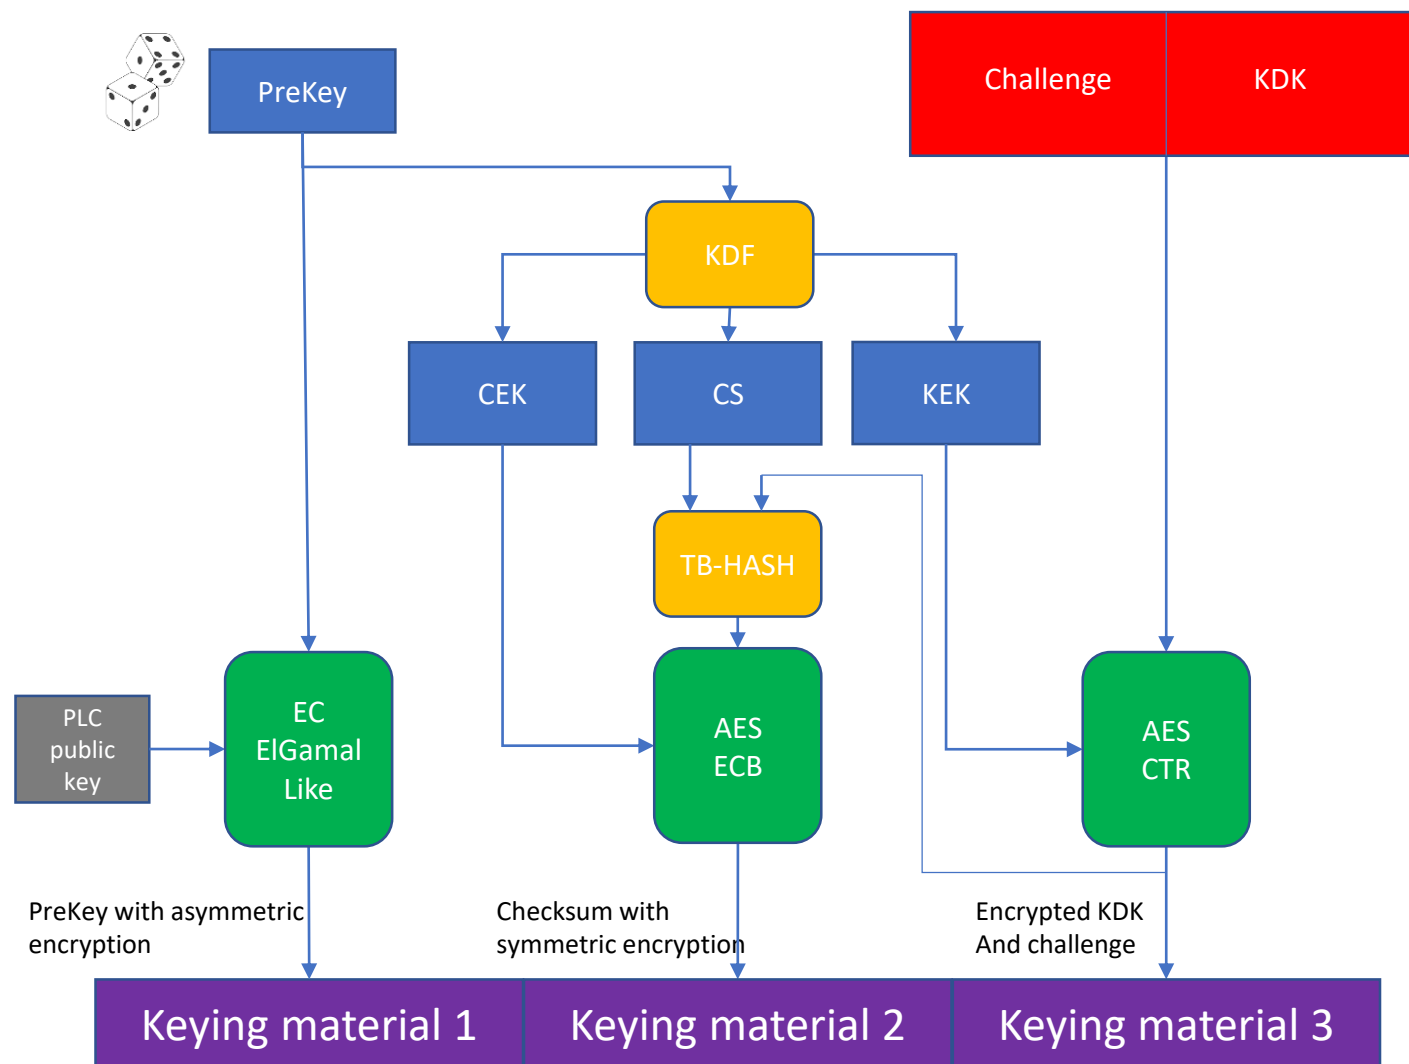 PreKey
Challenge
KDK
KDF
CEK
CS
KEK
TB-HASH
PLC
public
key
EC
ElGamal
Like
AES
ECB
AES
CTR
PreKey with asymmetric
encryption
Checksum with
symmetric encryption
Encrypted KDK
And challenge
Keying material 1
Keying material 2
Keying material 3